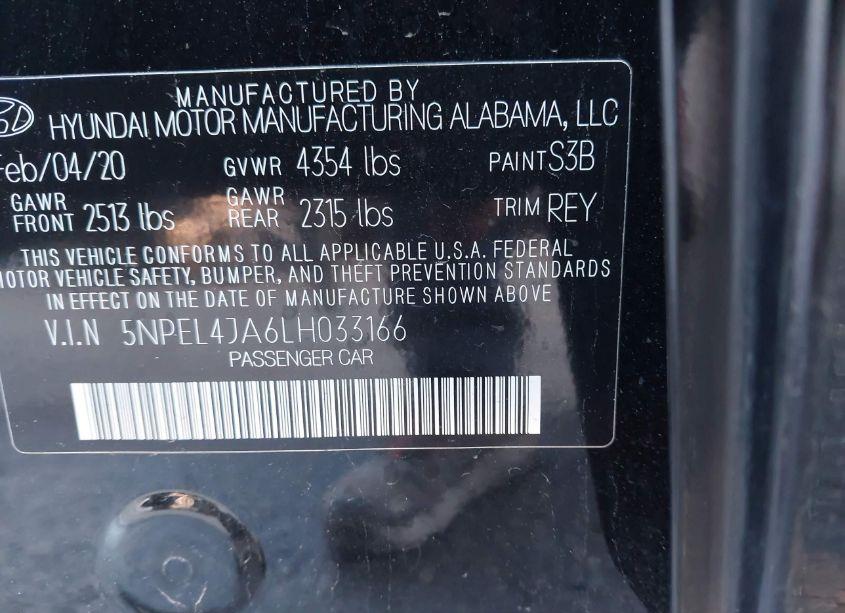 MANUFACTURED BY
HYUNDAI MOTOR MANUFACTURING ALABAMA, LLC
Feb/04/20 GVWR 4354 lbs PAINT S3B
GAWR FRONT 2513 lbs GAWR REAR 2315 lbs TRIM REY
THIS VEHICLE CONFORMS TO ALL APPLICABLE U.S.A. FEDERAL
MOTOR VEHICLE SAFETY, BUMPER, AND THEFT PREVENTION STANDARDS
IN EFFECT ON THE DATE OF MANUFACTURE SHOWN ABOVE
V.I.N 5NPEL4JA6LH033166
PASSENGER CAR